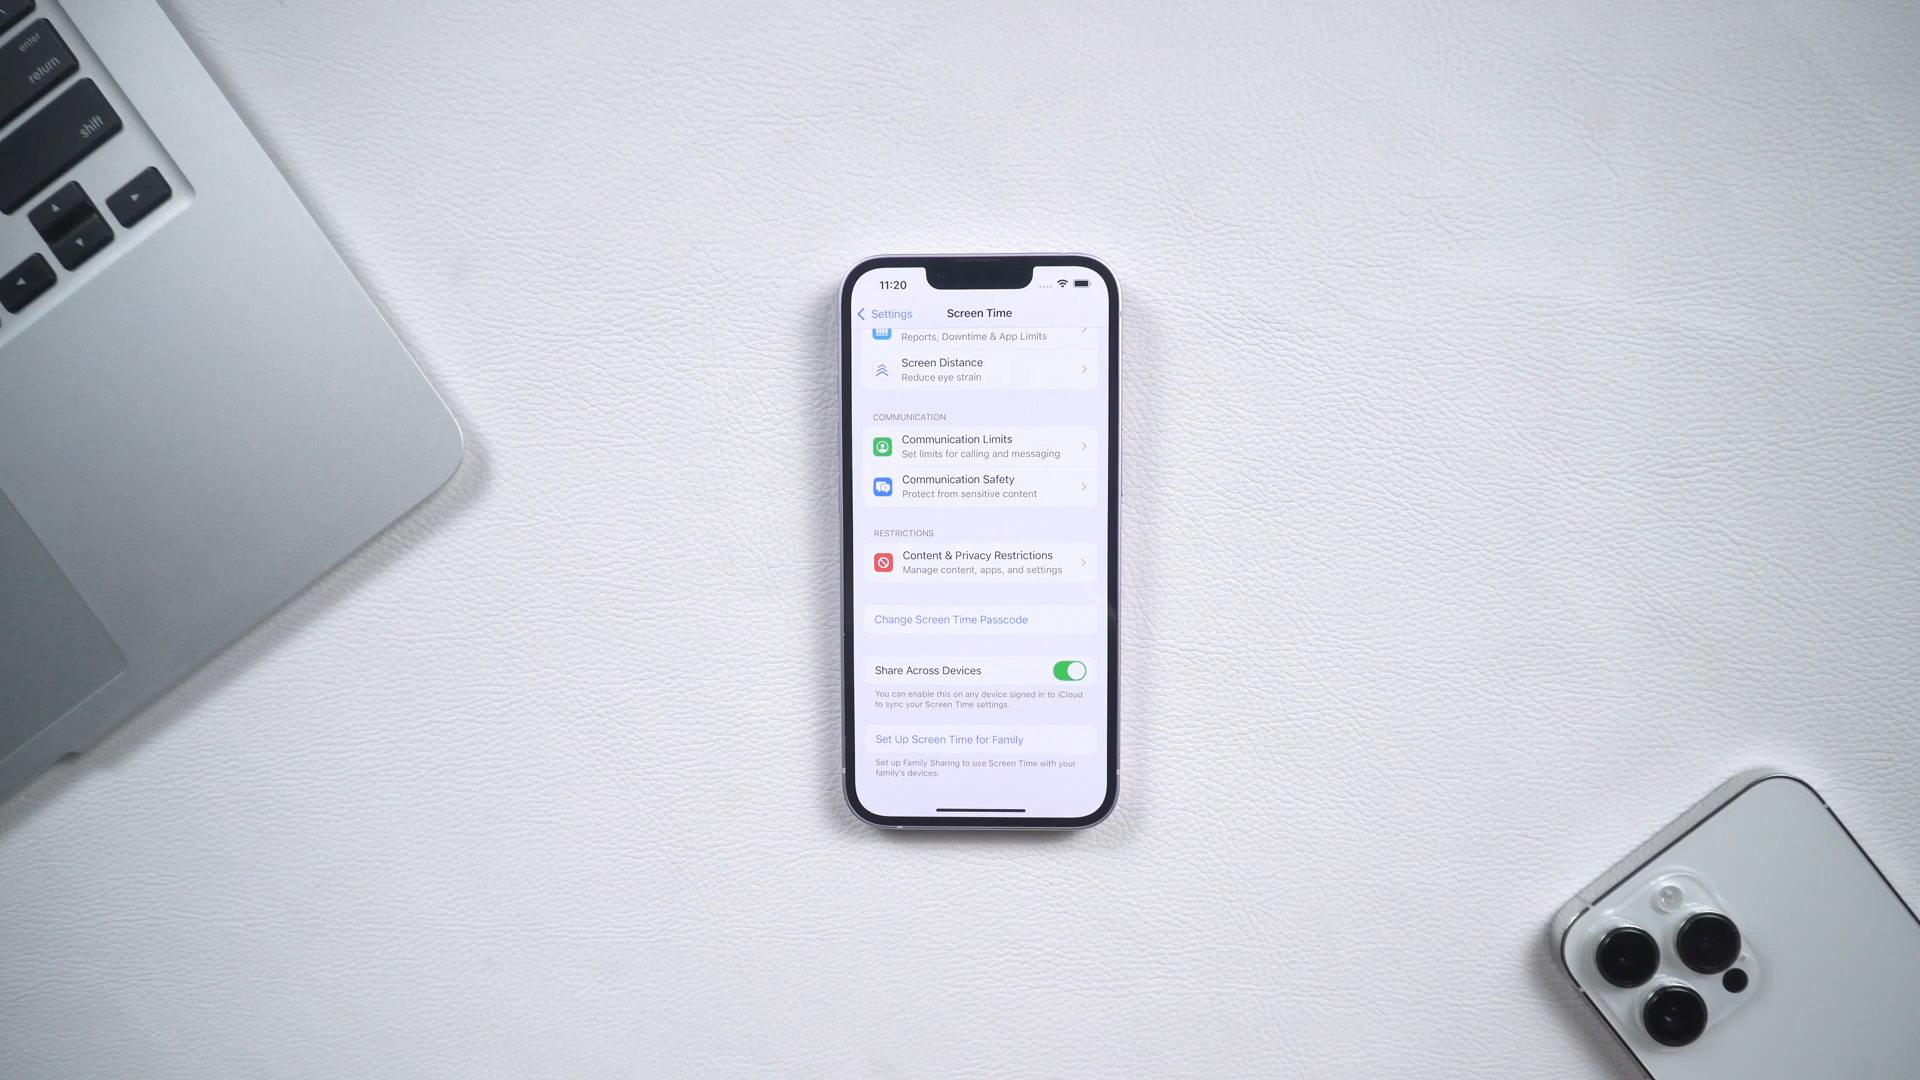 enter
return
shift
11:20
Settings
Screen Time
Reports, Downtime & App Limits
Screen Distance
Reduce eye strain
COMMUNICATION
Communication Limits
Set limits for calling and messaging
Communication Safety
Protect from sensitive content
RESTRICTIONS
Content & Privacy Restrictions
Manage content, apps, and settings
Change Screen Time Passcode
Share Across Devices
You can enable this on any device signed in to iCloud
to sync your Screen Time settings.
Set Up Screen Time for Family
Set up Family Sharing to use Screen Time with your
family's devices.